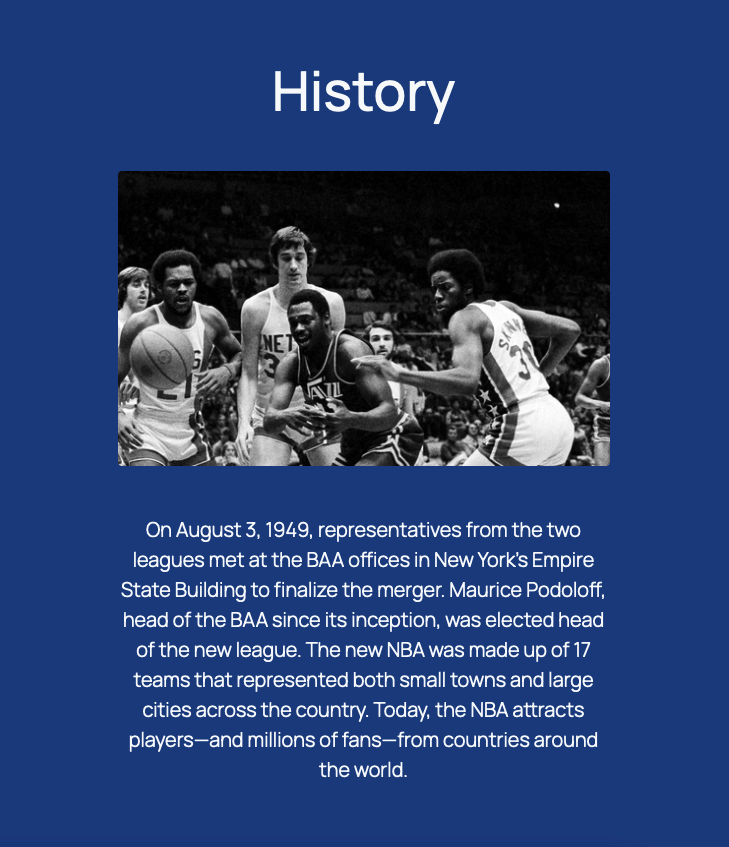 History
NET
3
21
On August 3, 1949, representatives from the two
leagues met at the BAA offices in New York's Empire
State Building to finalize the merger. Maurice Podoloff,
head of the BAA since its inception, was elected head
of the new league. The new NBA was made up of 17
teams that represented both small towns and large
cities across the country. Today, the NBA attracts
players—and millions of fans—from countries around
the world.